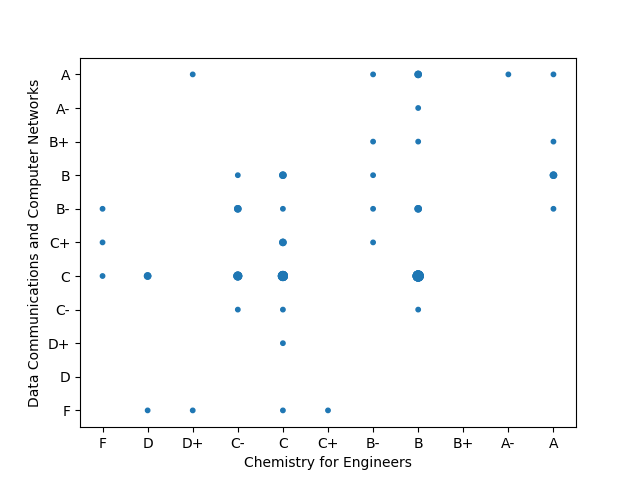 Data Communications and Computer Networks
A
A-
B+
B
B-
C+
C
C-
D+
D
F
F D D+ C- C C+ B- B B+ A- A
Chemistry for Engineers